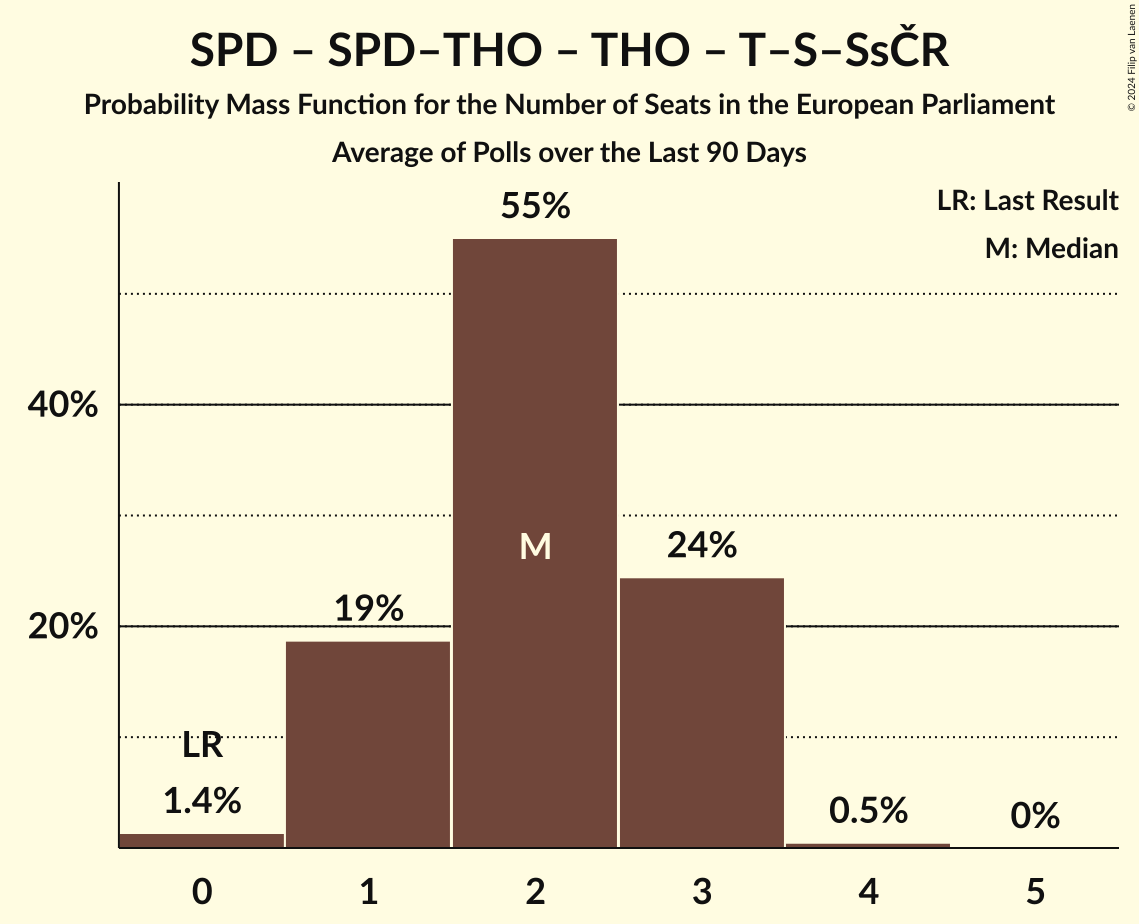 SPD – SPD–THO – THO – T–S–SsČR
Probability Mass Function for the Number of Seats in the European Parliament
Average of Polls over the Last 90 Days
© 2024 Filip van Laenen
LR: Last Result
M: Median
55%
40%
M
24%
19%
20%
LR
1.4%
0.5%
0%
0 1 2 3 4 5